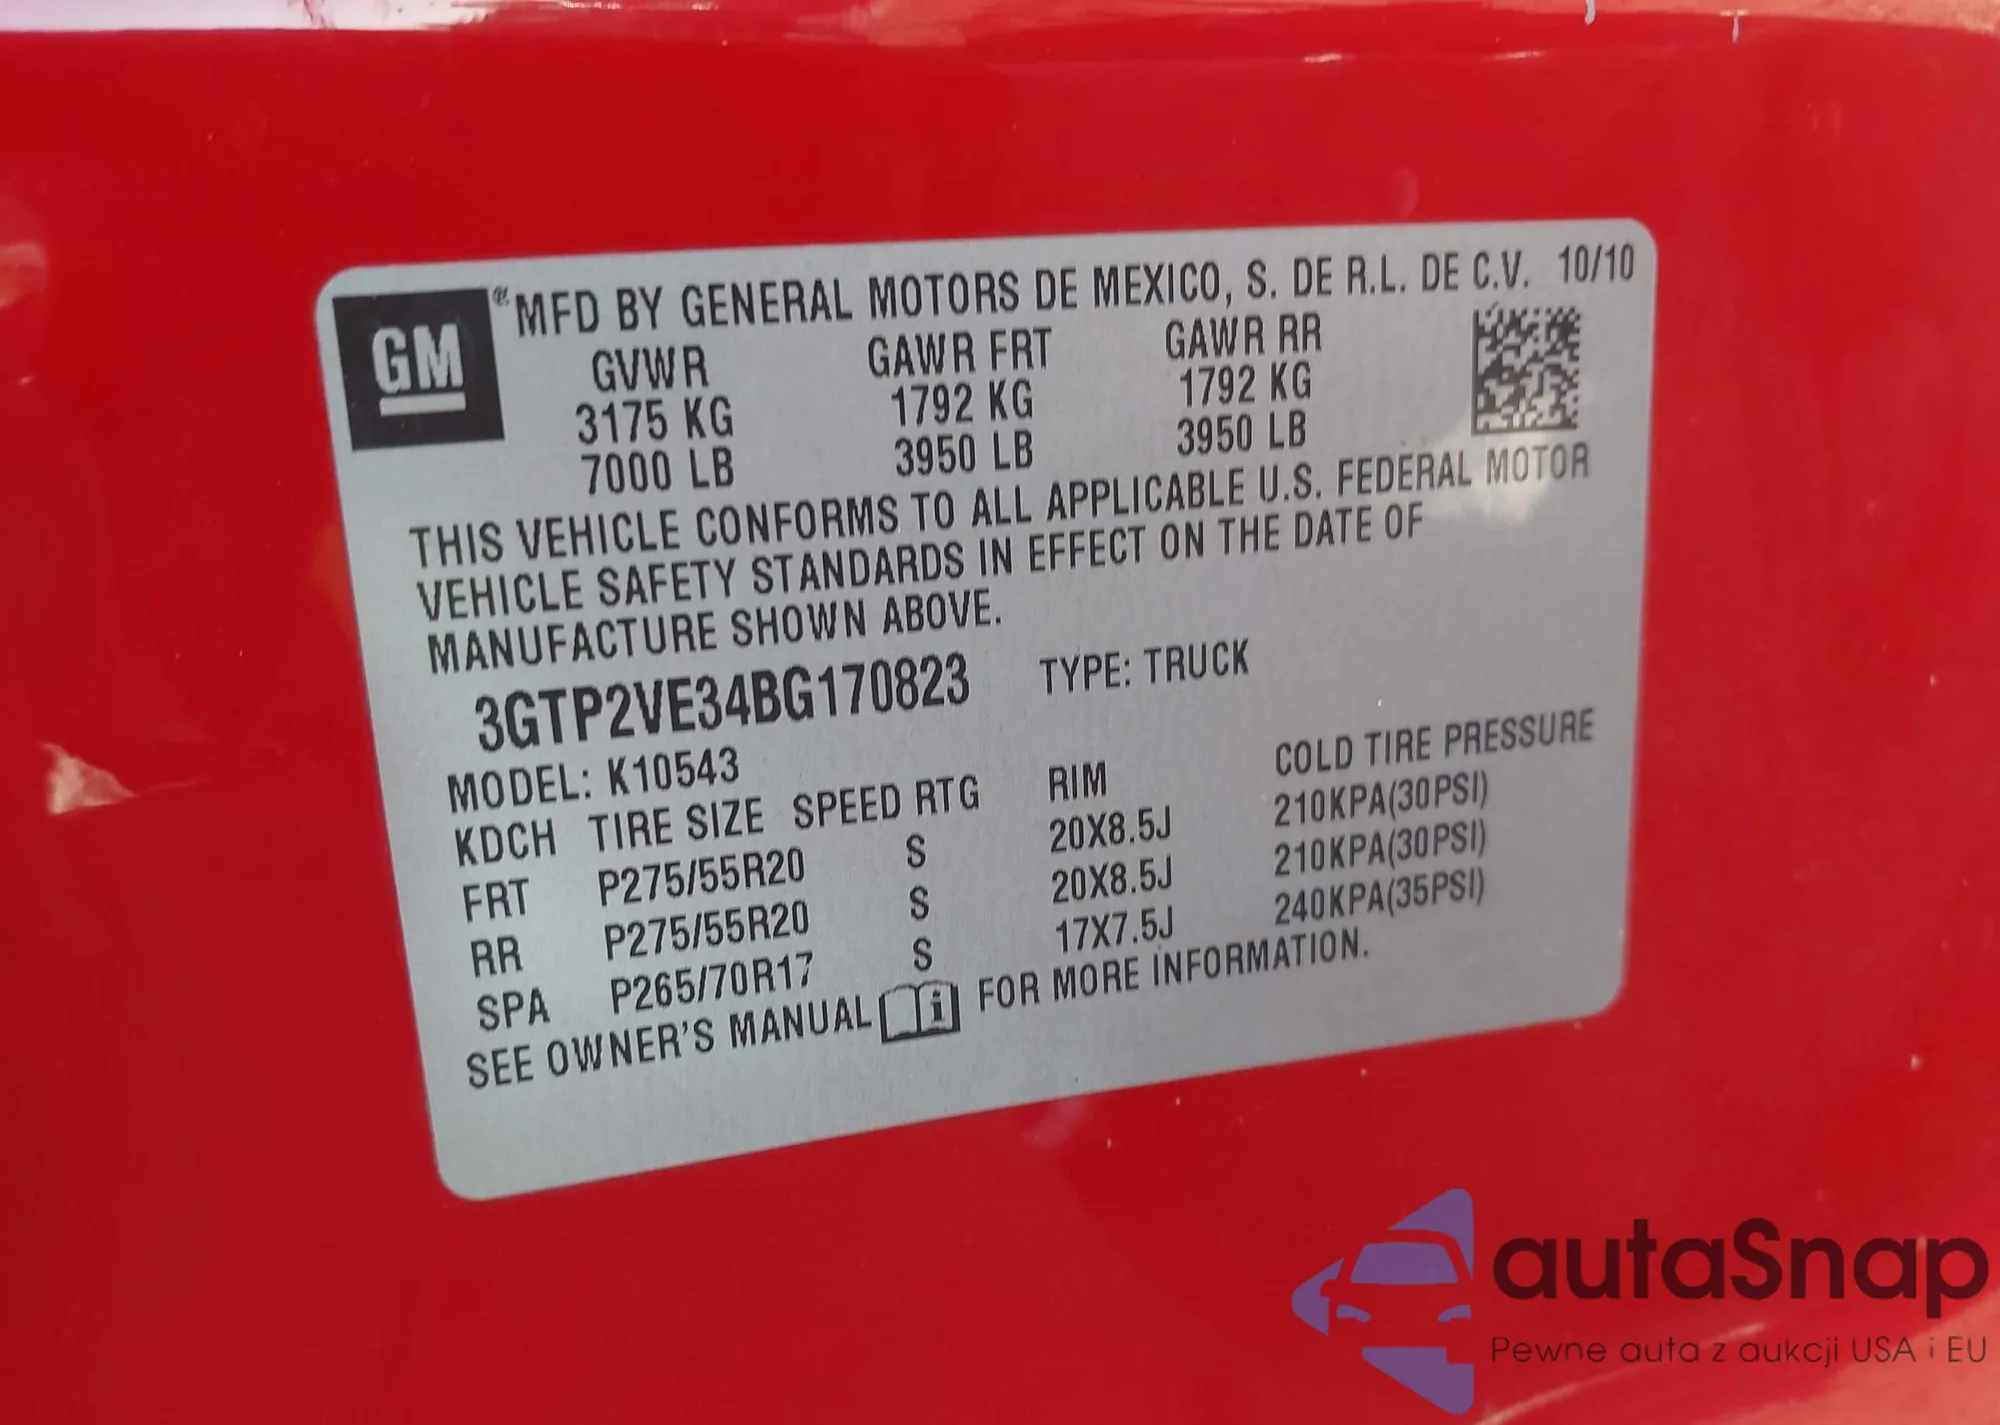 GM ® MFD BY GENERAL MOTORS DE MEXICO, S. DE R.L. DE C.V. 10/10
GVWR GAWR FRT GAWR RR
3175 KG 1792 KG 1792 KG
7000 LB 3950 LB 3950 LB
THIS VEHICLE CONFORMS TO ALL APPLICABLE U.S. FEDERAL MOTOR
VEHICLE SAFETY STANDARDS IN EFFECT ON THE DATE OF
MANUFACTURE SHOWN ABOVE.
3GTP2VE34BG170823 TYPE: TRUCK
MODEL: K10543
KDCH TIRE SIZE SPEED RTG RIM COLD TIRE PRESSURE
FRT P275/55R20 S 20X8.5J 210KPA(30PSI)
RR P275/55R20 S 20X8.5J 210KPA(30PSI)
SPA P265/70R17 S 17X7.5J 240KPA(35PSI)
SEE OWNER'S MANUAL i FOR MORE INFORMATION.
autaSnap
Pewne auta z aukcji USA i EU